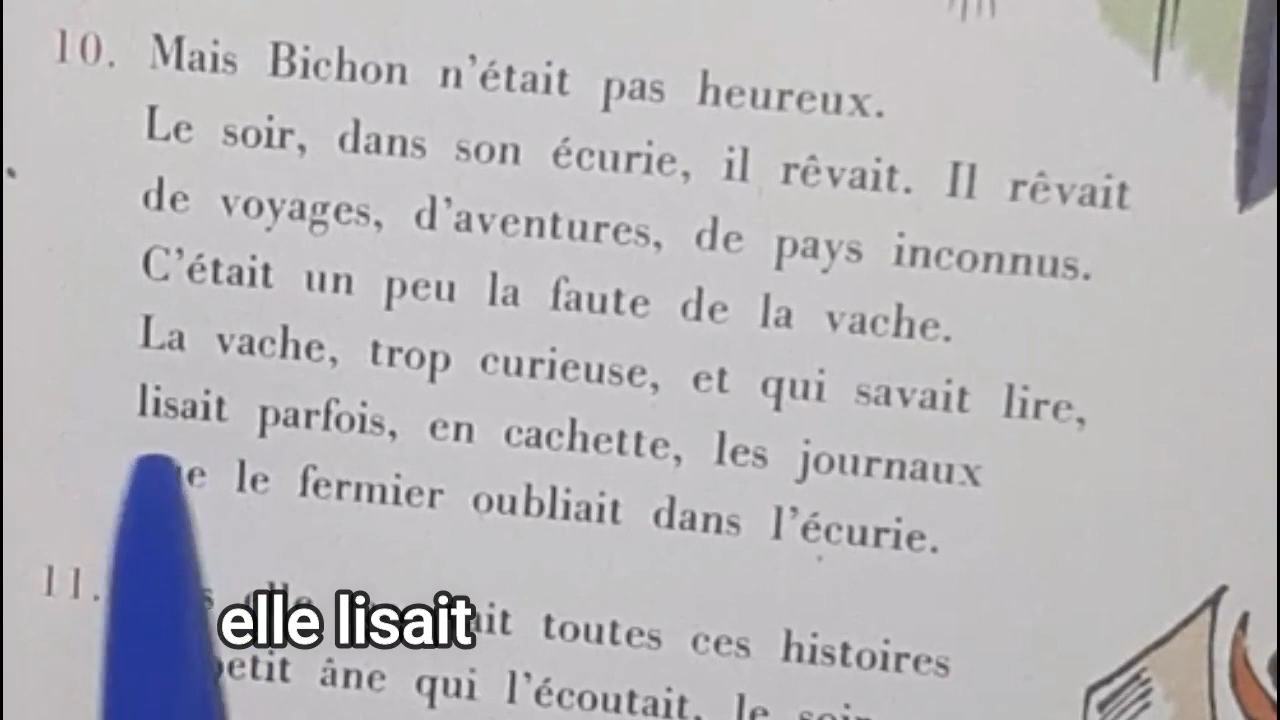 10. Mais Bichon n'était pas heureux.
Le soir, dans son écurie, il rêvait. Il rêvait
de voyages, d'aventures, de pays inconnus.
C'était un peu la faute de la vache.
La vache, trop curieuse, et qui savait lire,
lisait parfois, en cachette, les journaux
le fermier oubliait dans l'écurie.
11. toutes ces histoires
elle lisait
petit âne qui l'écoutait, le soir